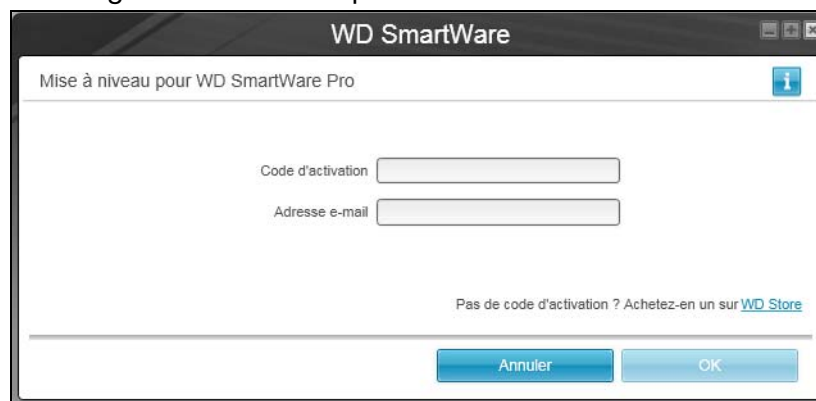 WD SmartWare
Mise à niveau pour WD SmartWare Pro
i
Code d'activation
Adresse e-mail
Pas de code d'activation ? Achetez-en un sur WD Store
Annuler
OK